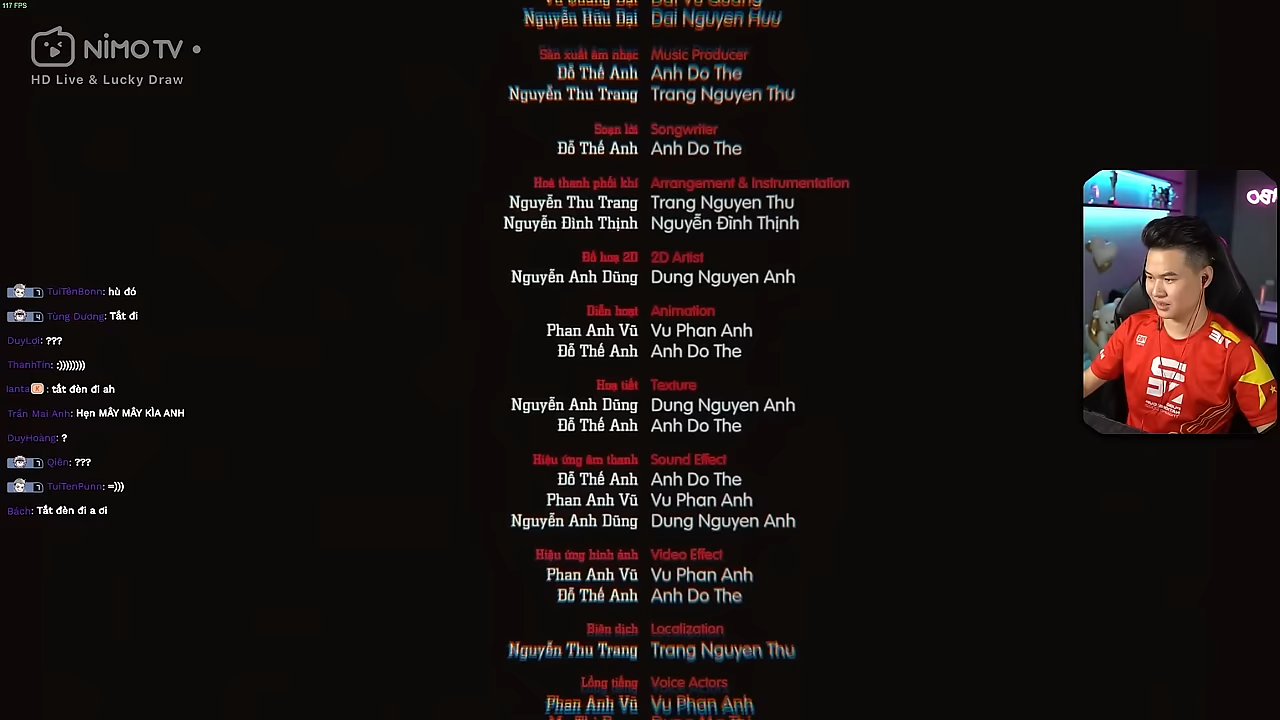 117 FPS
NIMO TV
HD Live & Lucky Draw
Nguyễn Hữu Đại Dai Nguyen Huu
Sản xuất âm nhạc Music Producer
Đỗ Thế Anh Anh Do The
Nguyễn Thu Trang Trang Nguyen Thu
Soạn lời Songwriter
Đỗ Thế Anh Anh Do The
Hoà thanh phối khí Arrangement & Instrumentation
Nguyễn Thu Trang Trang Nguyen Thu
Nguyễn Đình Thịnh Nguyễn Đình Thịnh
Đồ hoạ 2D 2D Artist
Nguyễn Anh Dũng Dung Nguyen Anh
Diễn hoạt Animation
Phan Anh Vũ Vu Phan Anh
Đỗ Thế Anh Anh Do The
Hoạ tiết Texture
Nguyễn Anh Dũng Dung Nguyen Anh
Đỗ Thế Anh Anh Do The
Hiệu ứng âm thanh Sound Effect
Đỗ Thế Anh Anh Do The
Phan Anh Vũ Vu Phan Anh
Nguyễn Anh Dũng Dung Nguyen Anh
Hiệu ứng hình ảnh Video Effect
Phan Anh Vũ Vu Phan Anh
Đỗ Thế Anh Anh Do The
Biên dịch Localization
Nguyễn Thu Trang Trang Nguyen Thu
Lồng tiếng Voice Actors
Phan Anh Vũ Vu Phan Anh
TuiTênBonn: hù đó
Tùng Dương: Tắt đi
DuyLợi: ???
ThanhTín: :))))))))
lanta: tắt đèn đi ah
Trần Mai Anh: Hẹn MÂY MÂY KÌA ANH
DuyHoàng: ?
Qiên: ???
TuiTenPunn: =)))
Bách: Tắt đèn đi a ơi